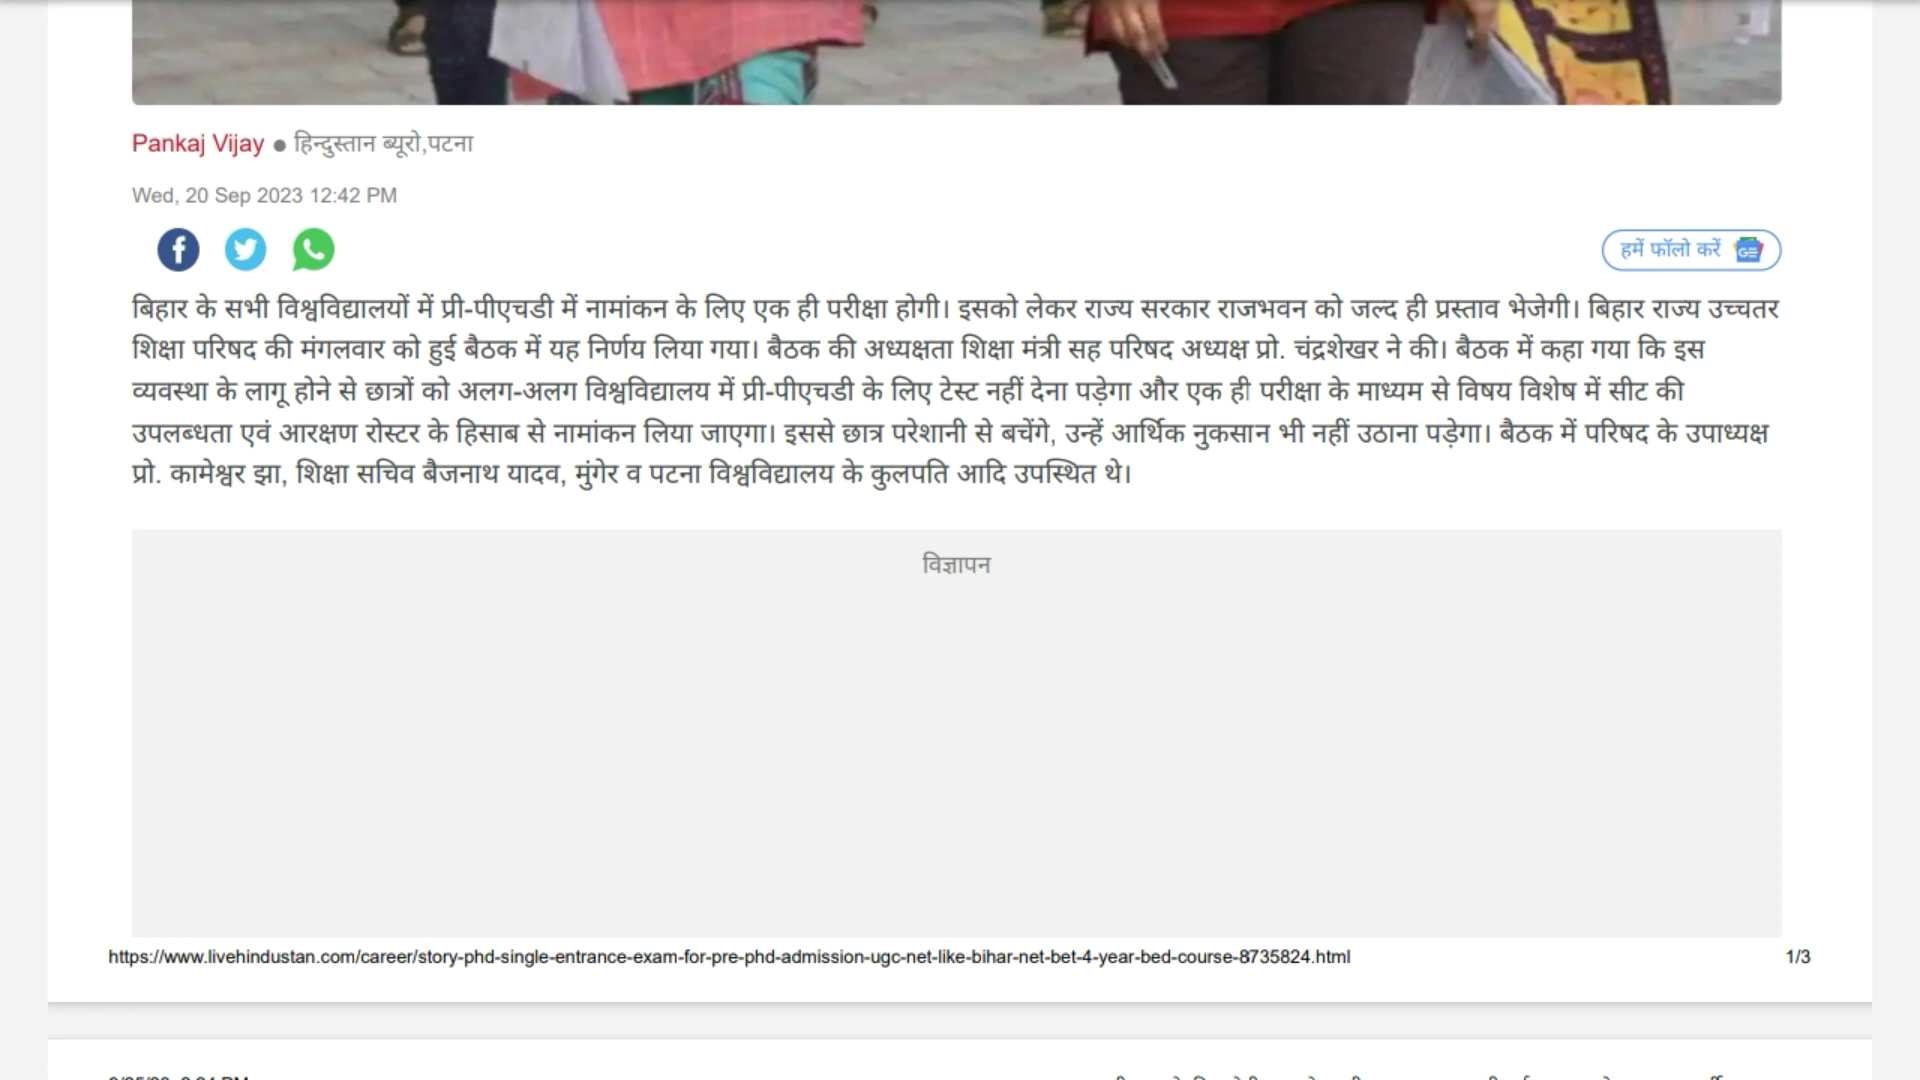 Pankaj Vijay ● हिन्दुस्तान ब्यूरो,पटना
Wed, 20 Sep 2023 12:42 PM
हमें फॉलो करें
बिहार के सभी विश्वविद्यालयों में प्री-पीएचडी में नामांकन के लिए एक ही परीक्षा होगी। इसको लेकर राज्य सरकार राजभवन को जल्द ही प्रस्ताव भेजेगी। बिहार राज्य उच्चतर
शिक्षा परिषद की मंगलवार को हुई बैठक में यह निर्णय लिया गया। बैठक की अध्यक्षता शिक्षा मंत्री सह परिषद अध्यक्ष प्रो. चंद्रशेखर ने की। बैठक में कहा गया कि इस
व्यवस्था के लागू होने से छात्रों को अलग-अलग विश्वविद्यालय में प्री-पीएचडी के लिए टेस्ट नहीं देना पड़ेगा और एक ही परीक्षा के माध्यम से विषय विशेष में सीट की
उपलब्धता एवं आरक्षण रोस्टर के हिसाब से नामांकन लिया जाएगा। इससे छात्र परेशानी से बचेंगे, उन्हें आर्थिक नुकसान भी नहीं उठाना पड़ेगा। बैठक में परिषद के उपाध्यक्ष
प्रो. कामेश्वर झा, शिक्षा सचिव बैजनाथ यादव, मुंगेर व पटना विश्वविद्यालय के कुलपति आदि उपस्थित थे।
विज्ञापन
https://www.livehindustan.com/career/story-phd-single-entrance-exam-for-pre-phd-admission-ugc-net-like-bihar-net-bet-4-year-bed-course-8735824.html 1/3